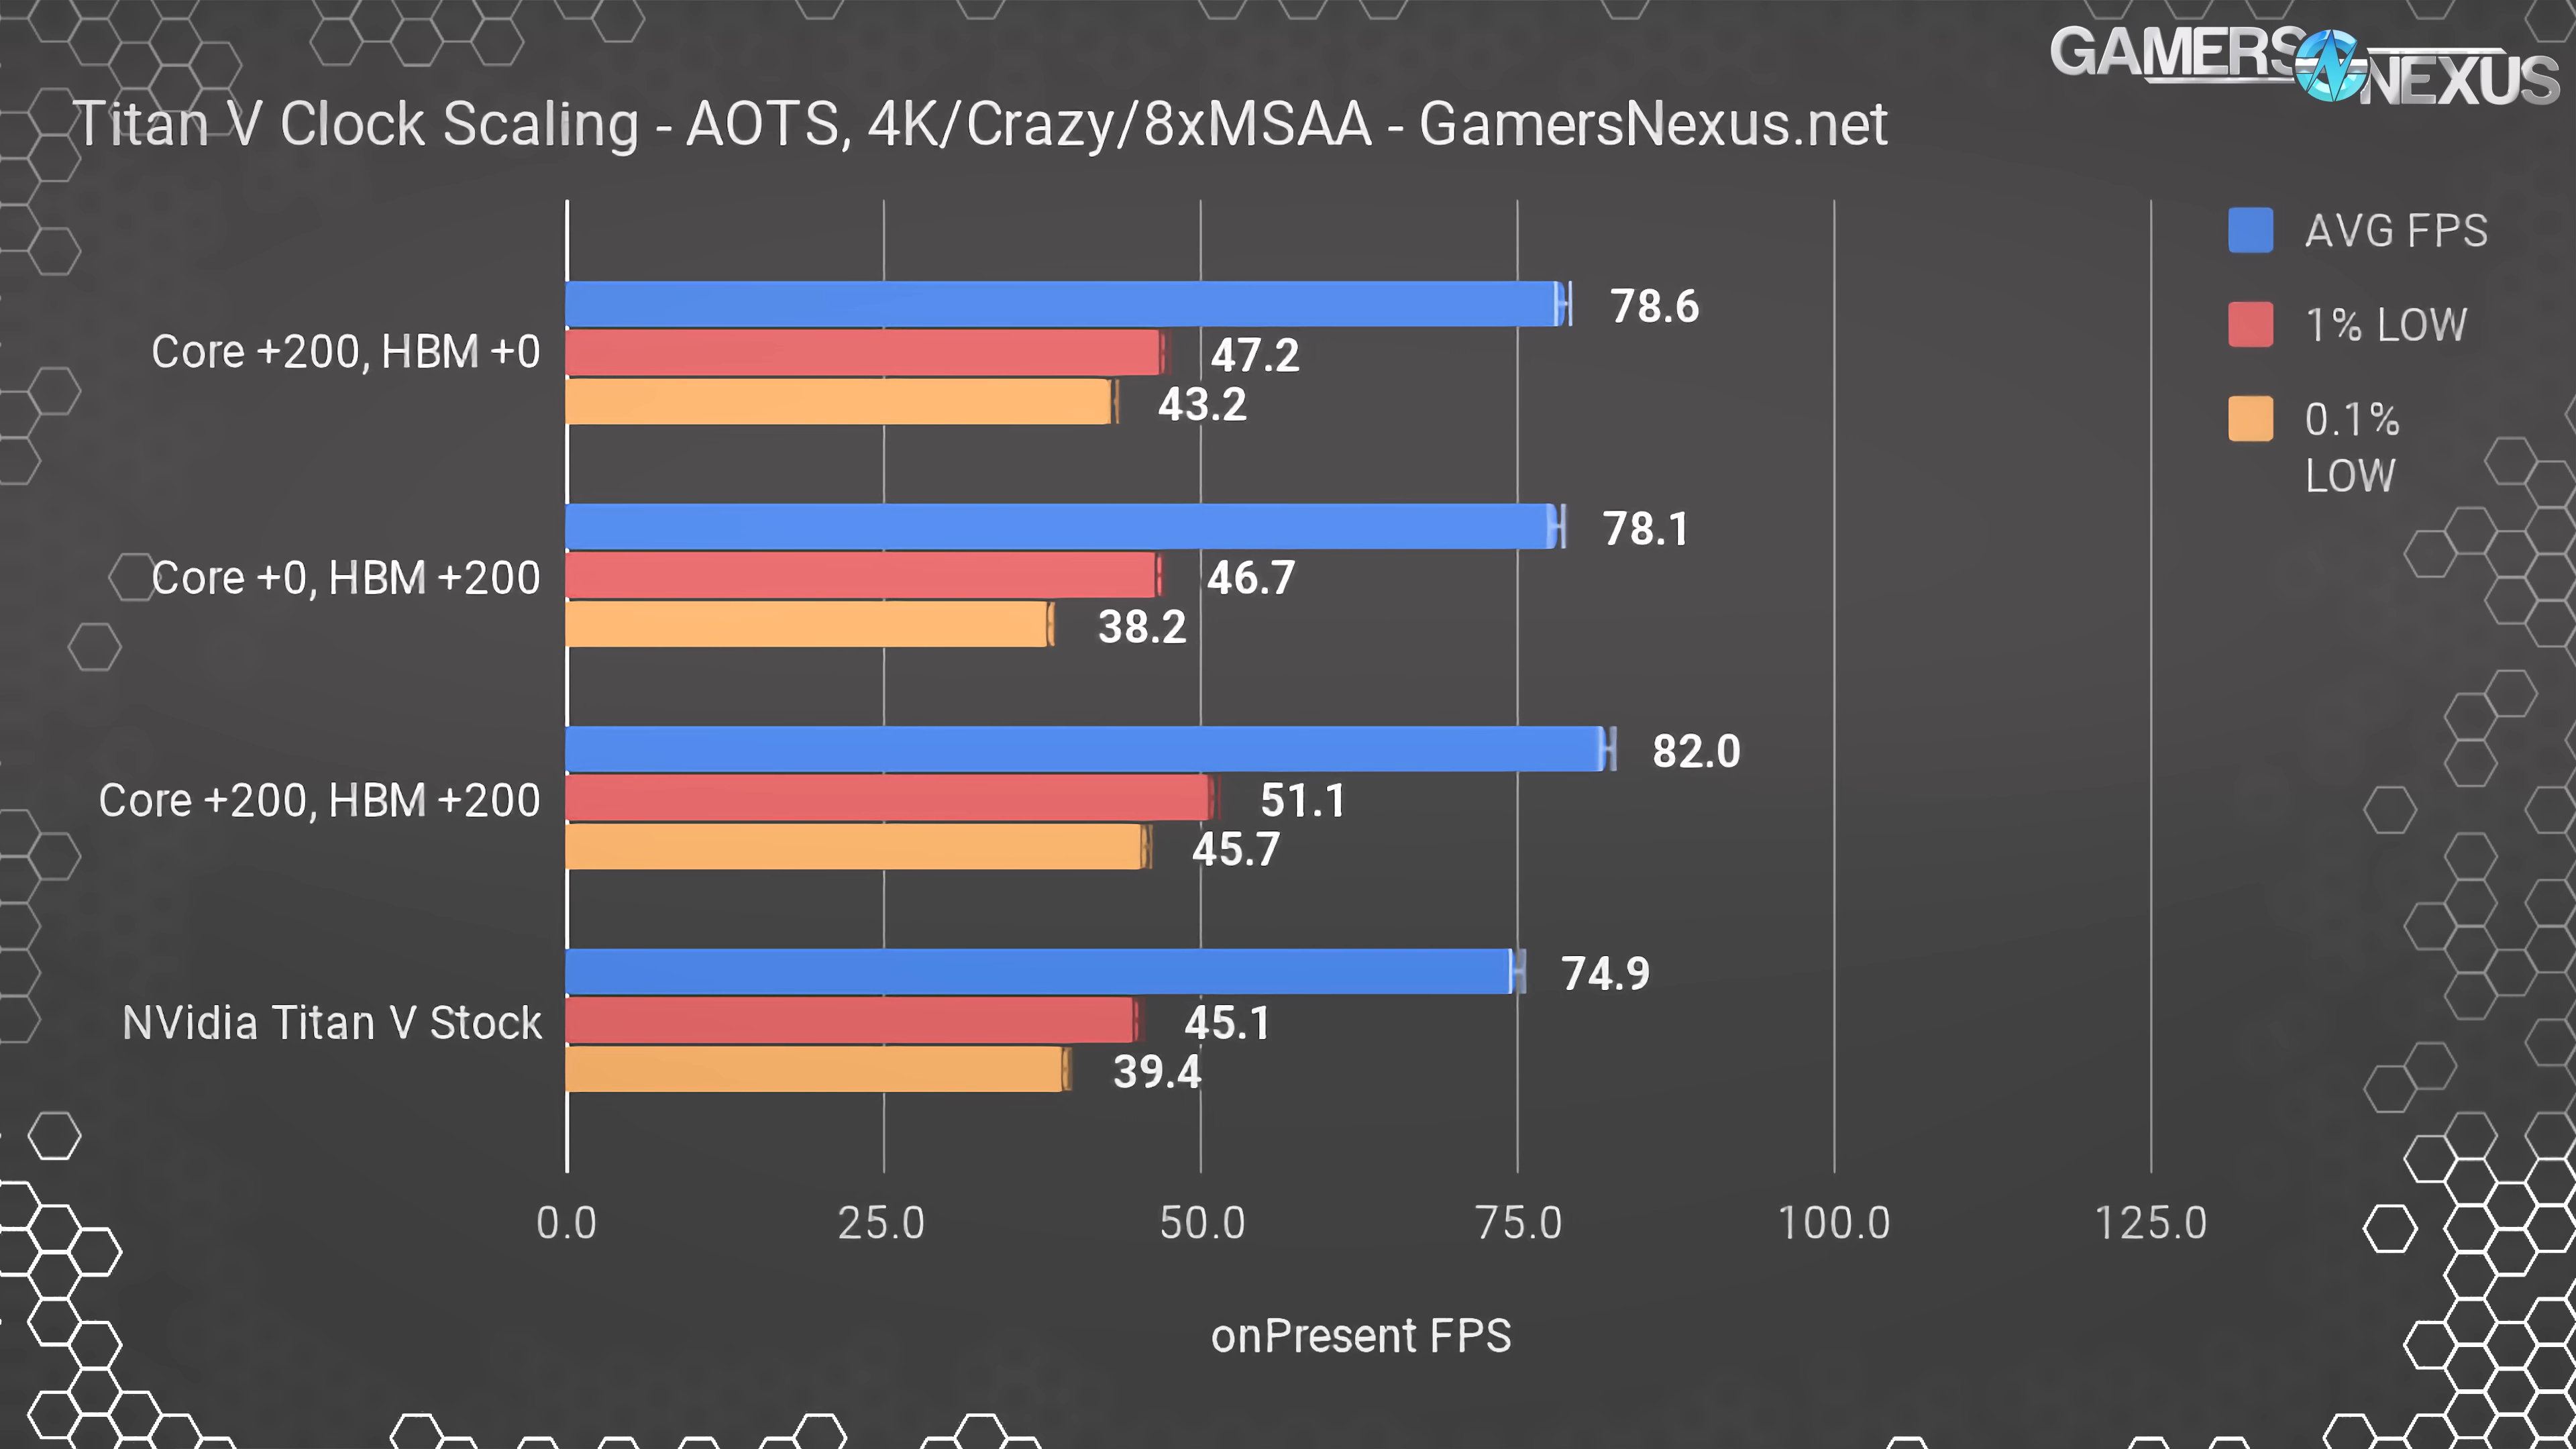 GAMERS NEXUS
Titan V Clock Scaling - AOTS, 4K/Crazy/8xMSAA - GamersNexus.net
AVG FPS
1% LOW
0.1%
LOW
Core +200, HBM +0
78.6
47.2
43.2
Core +0, HBM +200
78.1
46.7
38.2
Core +200, HBM +200
82.0
51.1
45.7
NVidia Titan V Stock
74.9
45.1
39.4
0.0 25.0 50.0 75.0 100.0 125.0
onPresent FPS